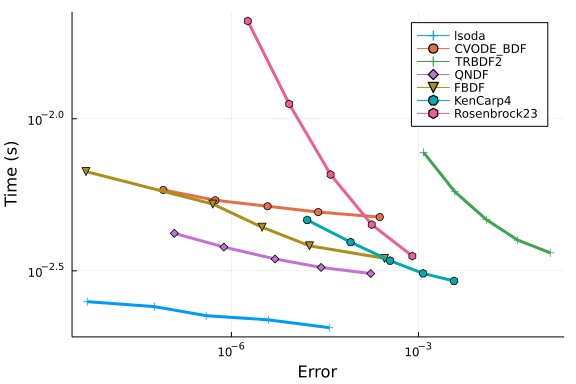 lsoda
CVODE_BDF
TRBDF2
QNDF
FBDF
KenCarp4
Rosenbrock23
Time (s)
10⁻²·⁰
10⁻²·⁵
10⁻⁶
10⁻³
Error